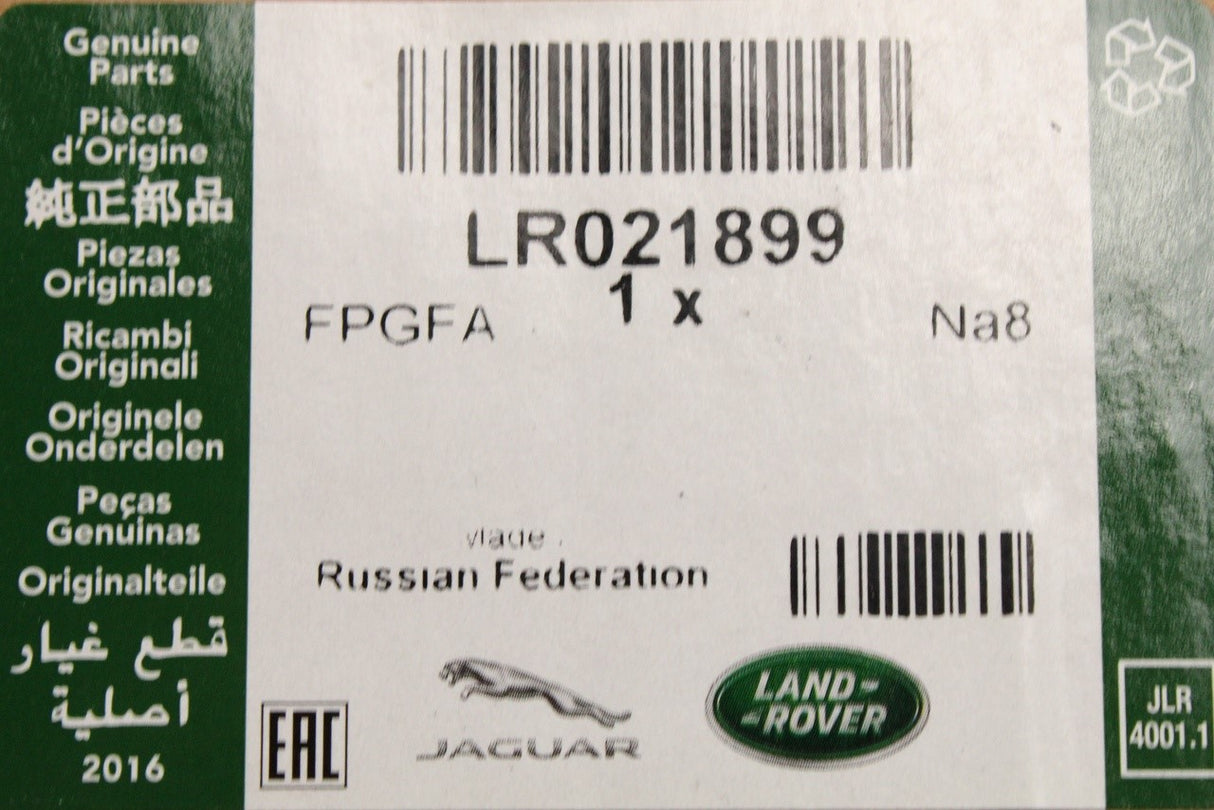 Genuine
Parts
Pièces
d'Origine
純正部品
Piezas
Originales
Ricambi
Originali
Originele
Onderdelen
Peças
Genuinas
Originalteile
قطع غيار
أصلية
2016
LR021899
1 x
FPGFA
Na8
Russian Federation
EAC
JAGUAR
LAND-
-ROVER
JLR
4001.1